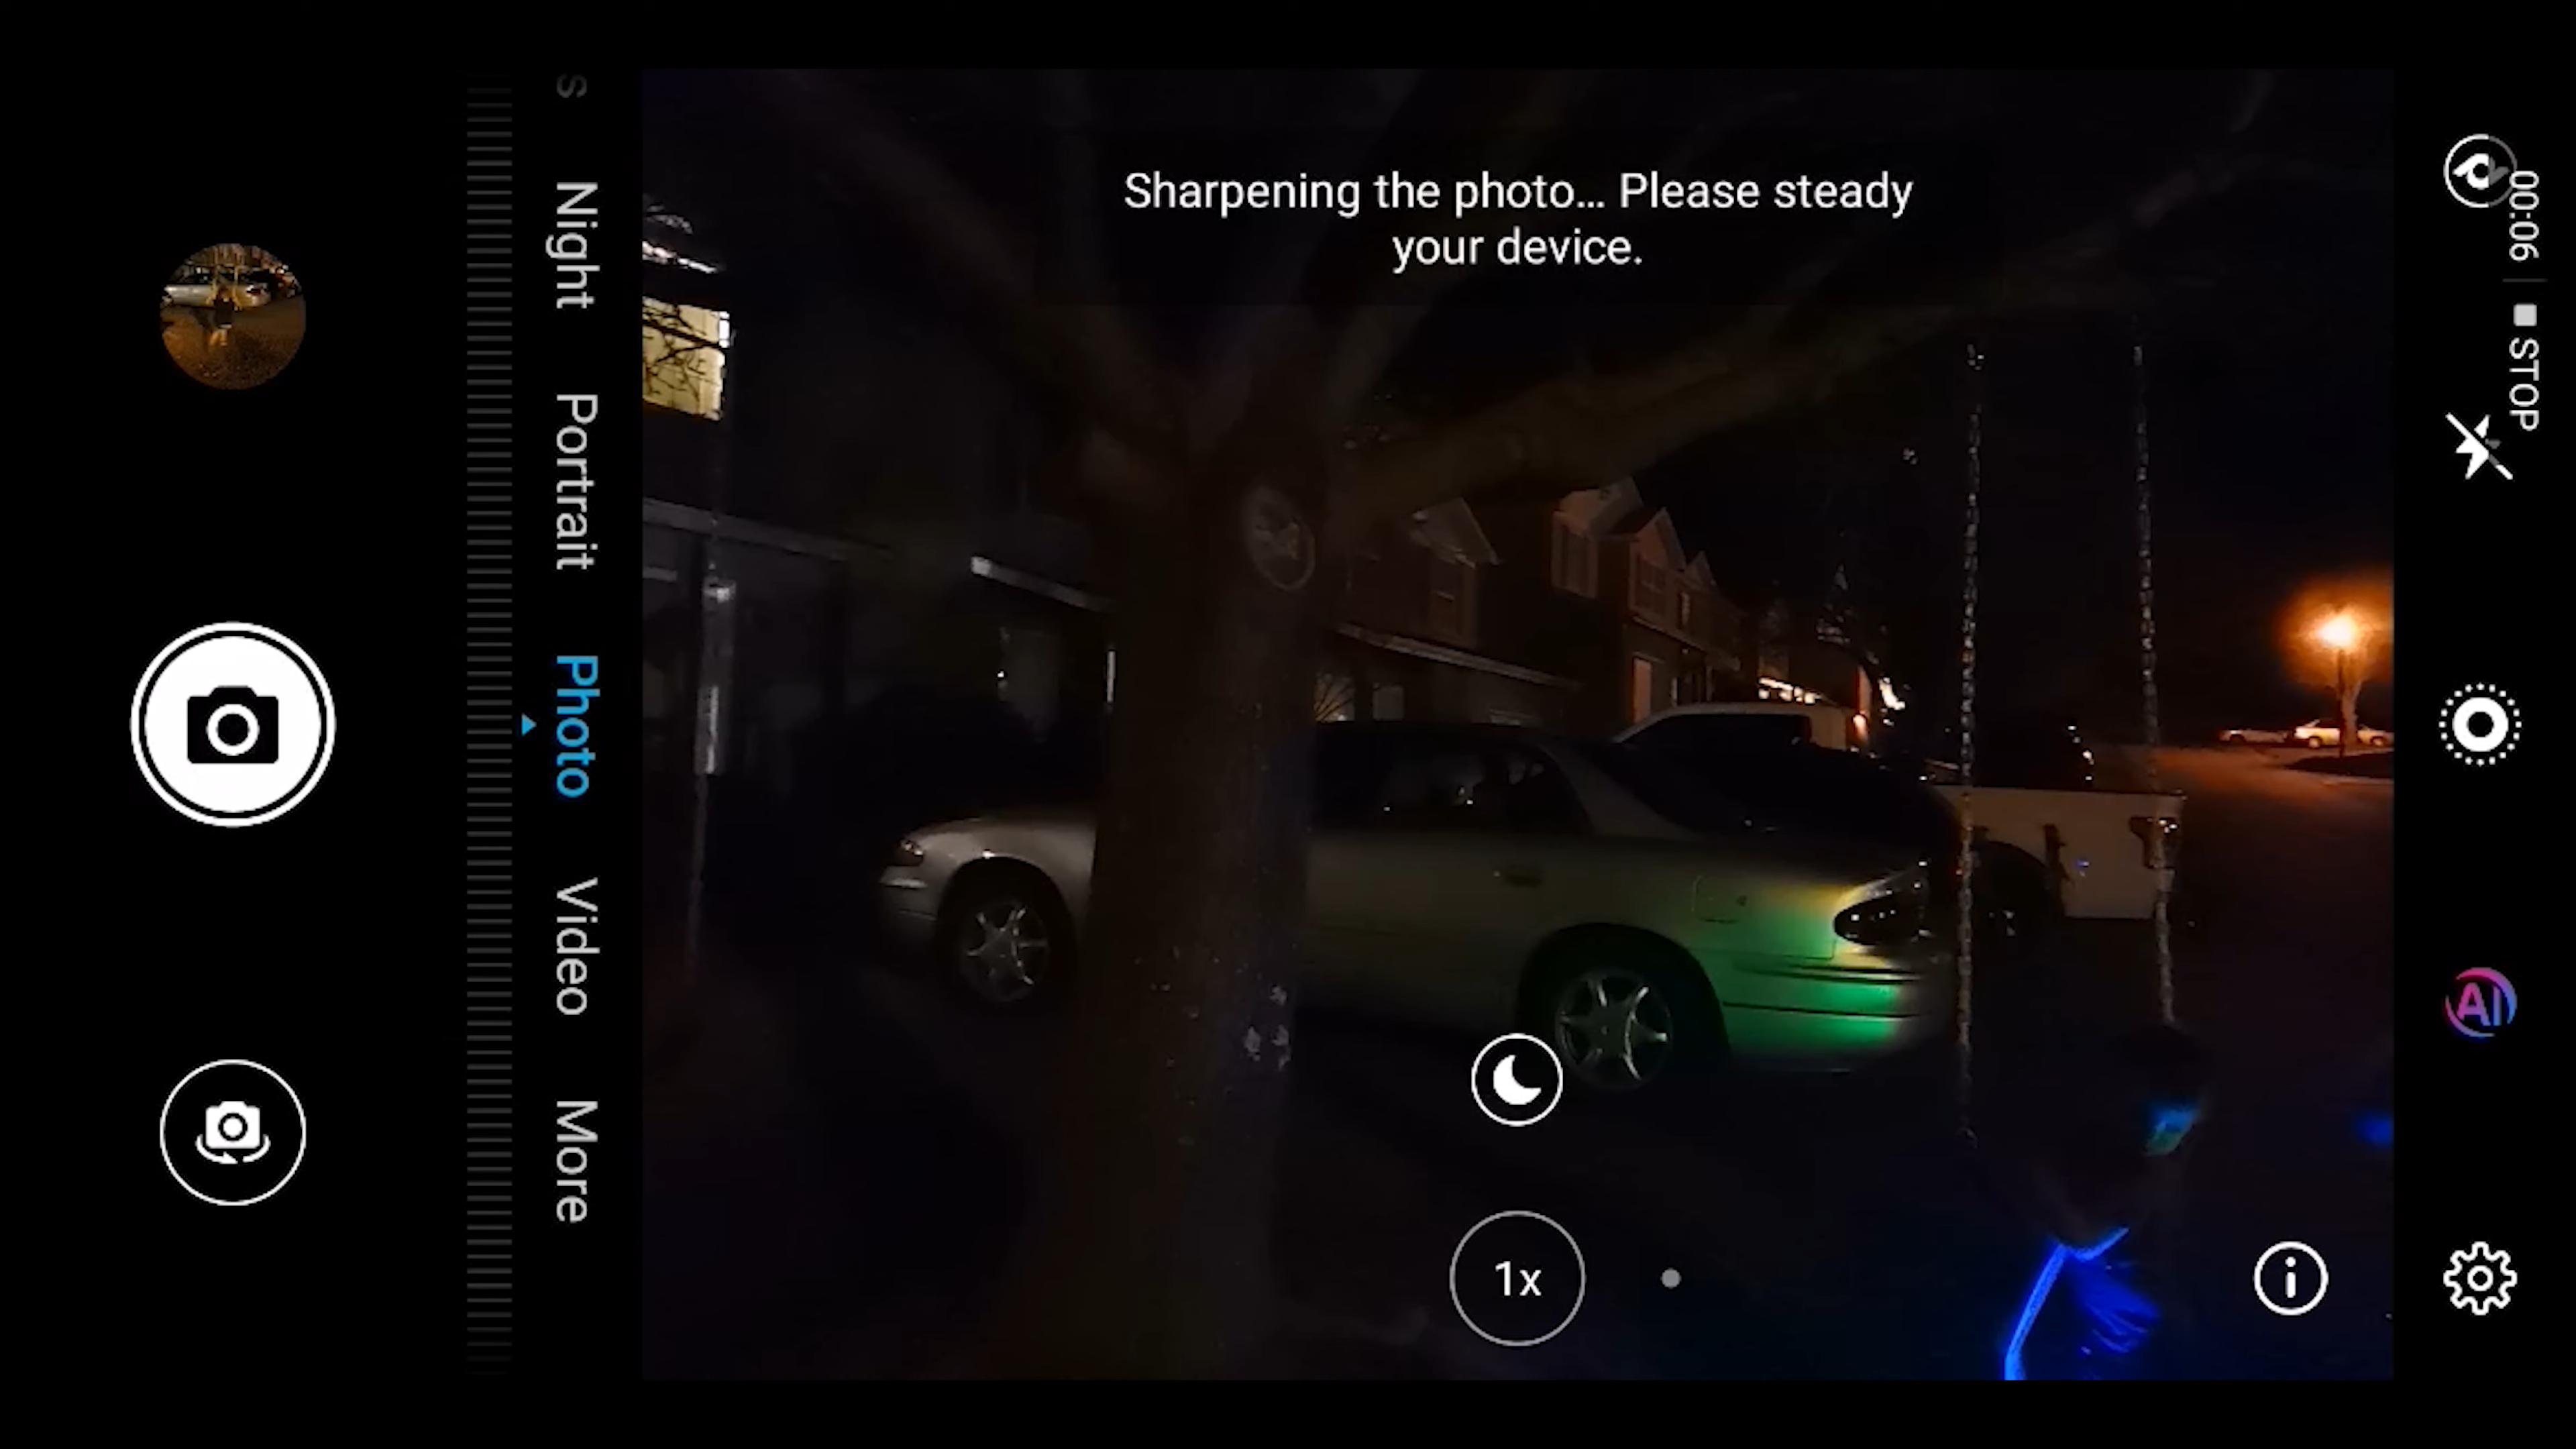 Sharpening the photo... Please steady
your device.
s
Night
Portrait
Photo
Video
More
1x
00:06
STOP
AI